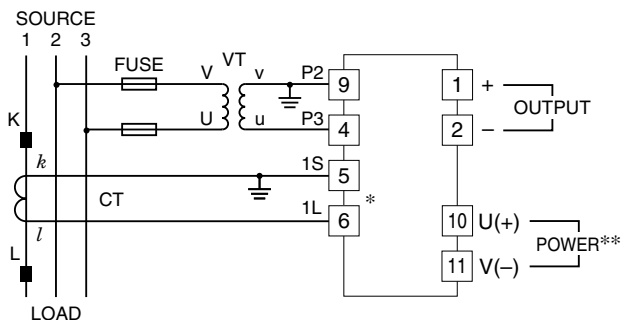 SOURCE
1 2 3
FUSE
VT
V v P2 9
U u P3 4
K
k 1S 5
CT
*
l 1L 6
L
LOAD
1 +
OUTPUT
2 –
10 U(+)
POWER**
11 V(–)